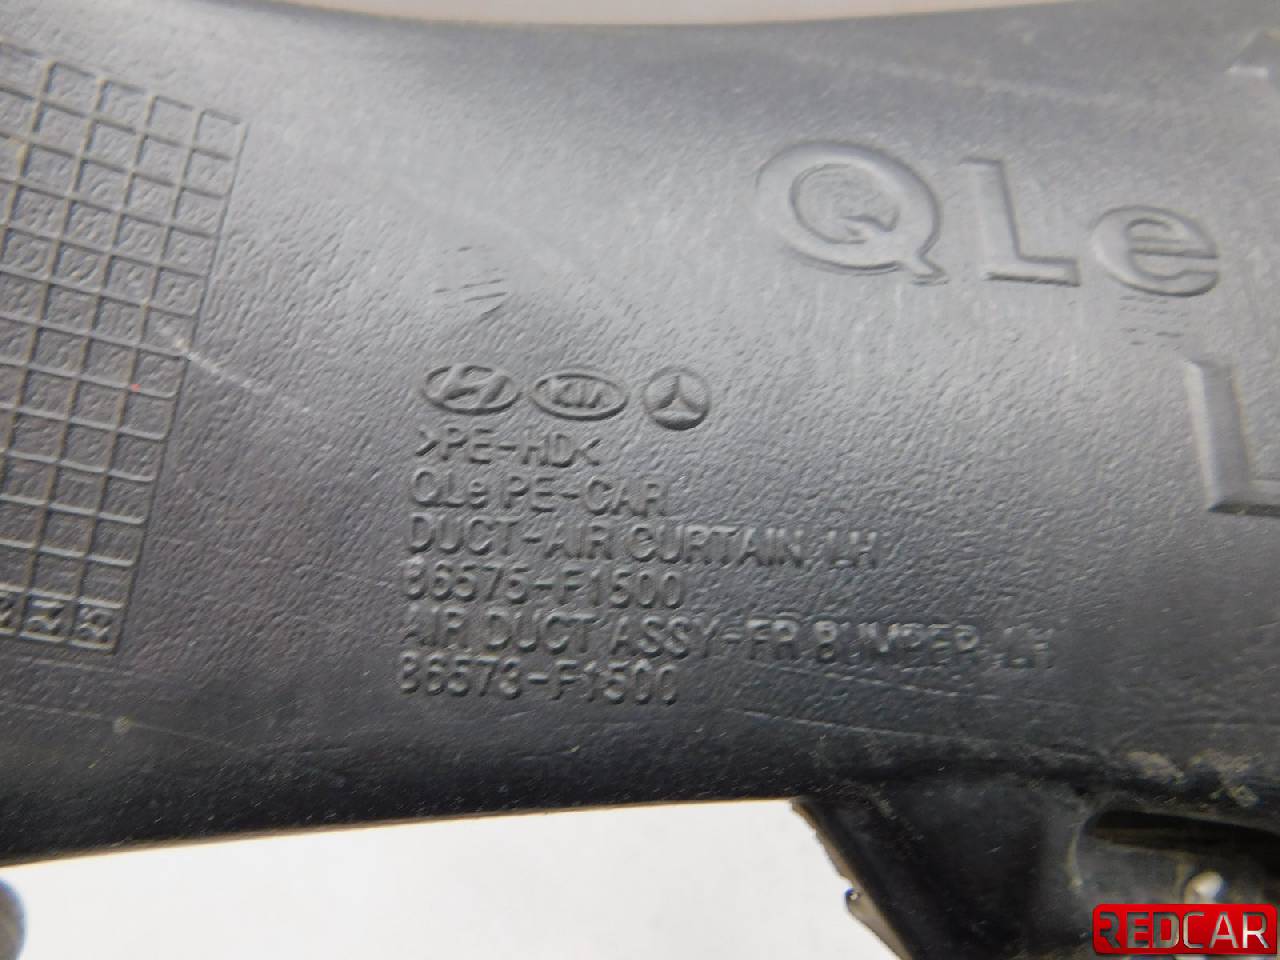 QLe
L
KIA
>PE-HD<
QLe PE-CAR
DUCT-AIR CURTAIN, LH
86575-F1500
AIR DUCT ASSY-FR BUMPER, LH
86573-F1500
REDCAR